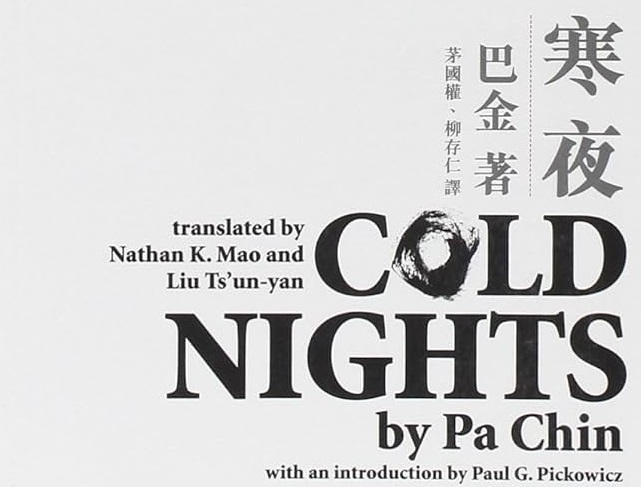 寒夜
巴金 著
茅國權、柳存仁 譯
translated by
Nathan K. Mao and
Liu Ts'un-yan
COLD
NIGHTS
by Pa Chin
with an introduction by Paul G. Pickowicz